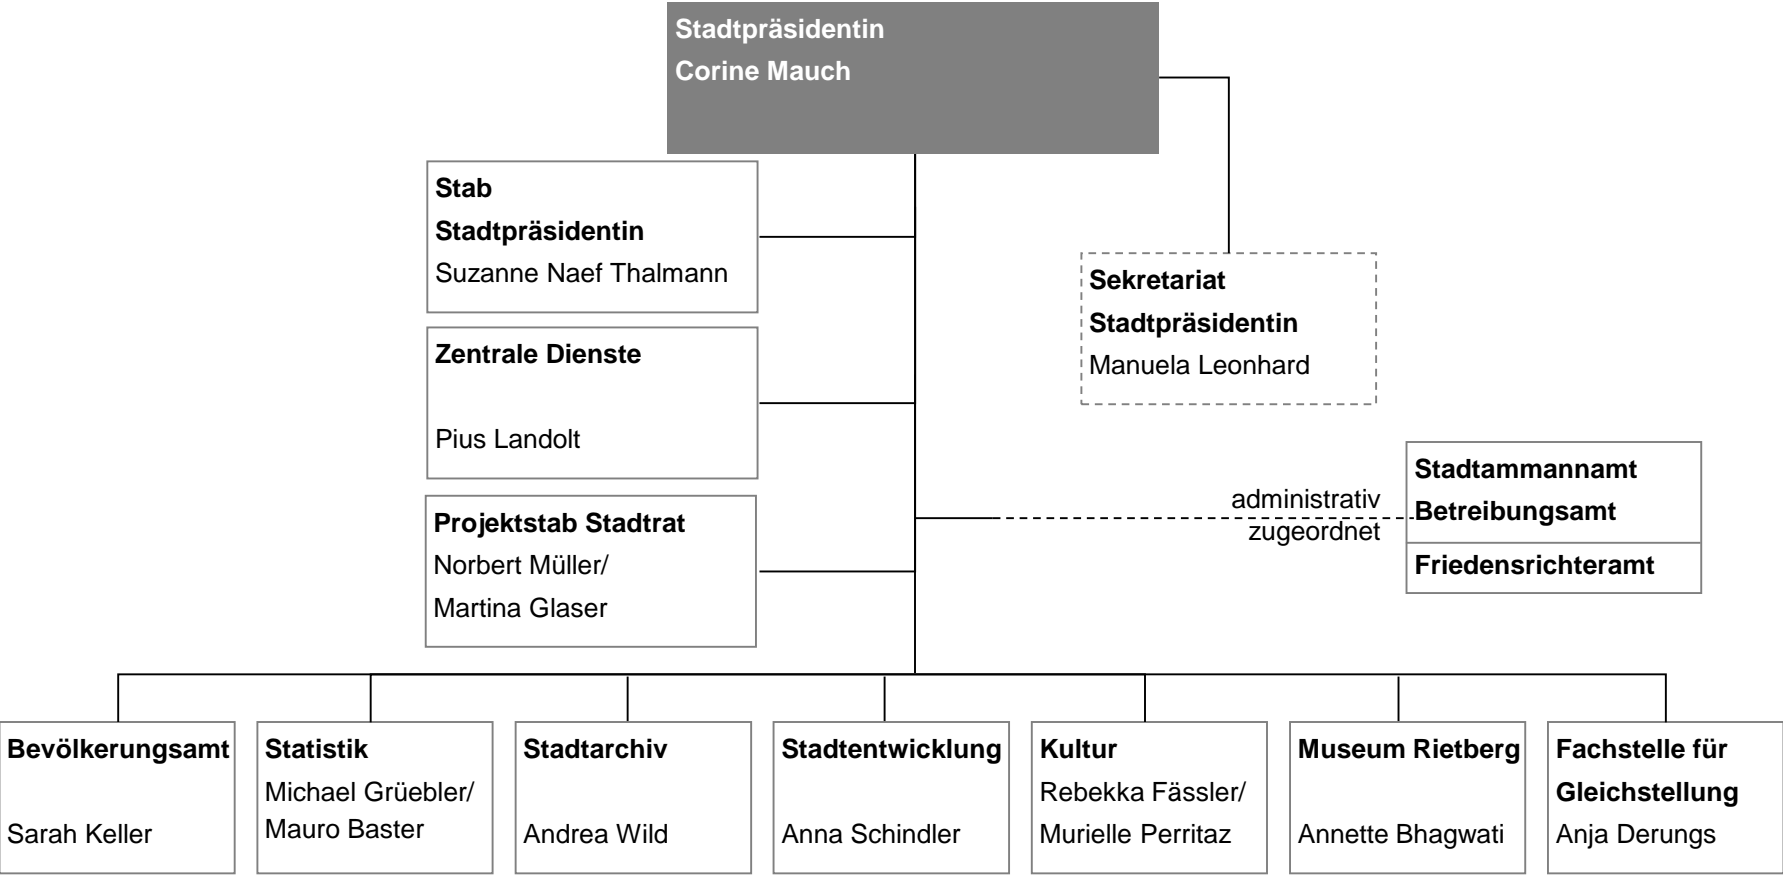 Stadtpräsidentin
Corine Mauch
Stab
Stadtpräsidentin
Suzanne Naef Thalmann
Sekretariat
Stadtpräsidentin
Manuela Leonhard
Zentrale Dienste
Pius Landolt
administrativ
zugeordnet
Stadtammannamt
Betreibungsamt
Friedensrichteramt
Projektstab Stadtrat
Norbert Müller/
Martina Glaser
Bevölkerungsamt
Sarah Keller
Statistik
Michael Grüebler/
Mauro Baster
Stadtarchiv
Andrea Wild
Stadtentwicklung
Anna Schindler
Kultur
Rebekka Fässler/
Murielle Perritaz
Museum Rietberg
Annette Bhagwati
Fachstelle für
Gleichstellung
Anja Derungs